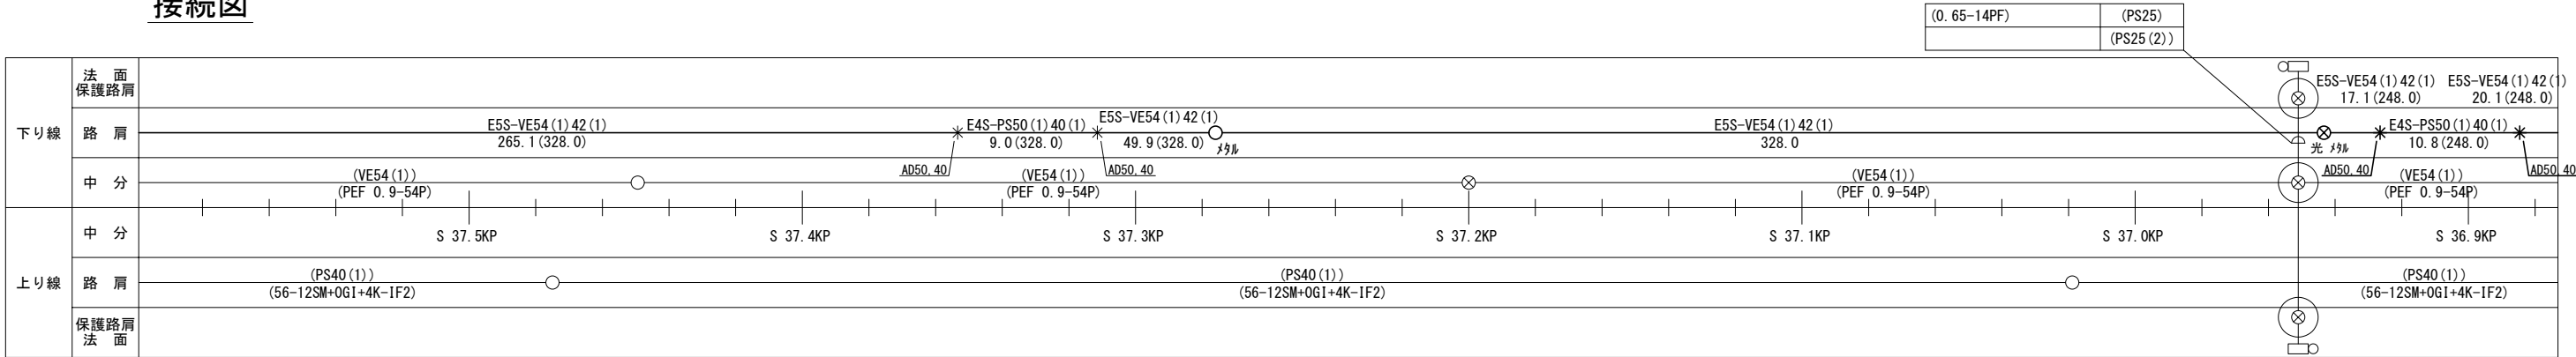 接続図
(0.65-14PF) (PS25)
(PS25(2))
下り線
法 面
保護路肩
E5S-VE54(1)42(1) E5S-VE54(1)42(1)
17.1(248.0) 20.1(248.0)
路 肩
E5S-VE54(1)42(1) E4S-PS50(1)40(1) E5S-VE54(1)42(1) E5S-VE54(1)42(1) E4S-PS50(1)40(1)
265.1(328.0) 9.0(328.0) 49.9(328.0) ﾒﾀﾙ 328.0 光 ﾒﾀﾙ 10.8(248.0)
AD50.40 AD50.40 AD50.40 AD50.40
中 分
(VE54(1)) (VE54(1)) (VE54(1)) (VE54(1))
(PEF 0.9-54P) (PEF 0.9-54P) (PEF 0.9-54P) (PEF 0.9-54P)
上り線
中 分
S 37.5KP S 37.4KP S 37.3KP S 37.2KP S 37.1KP S 37.0KP S 36.9KP
路 肩
(PS40(1)) (PS40(1)) (PS40(1))
(56-12SM+OGI+4K-IF2) (56-12SM+OGI+4K-IF2) (56-12SM+OGI+4K-IF2)
保護路肩
法 面